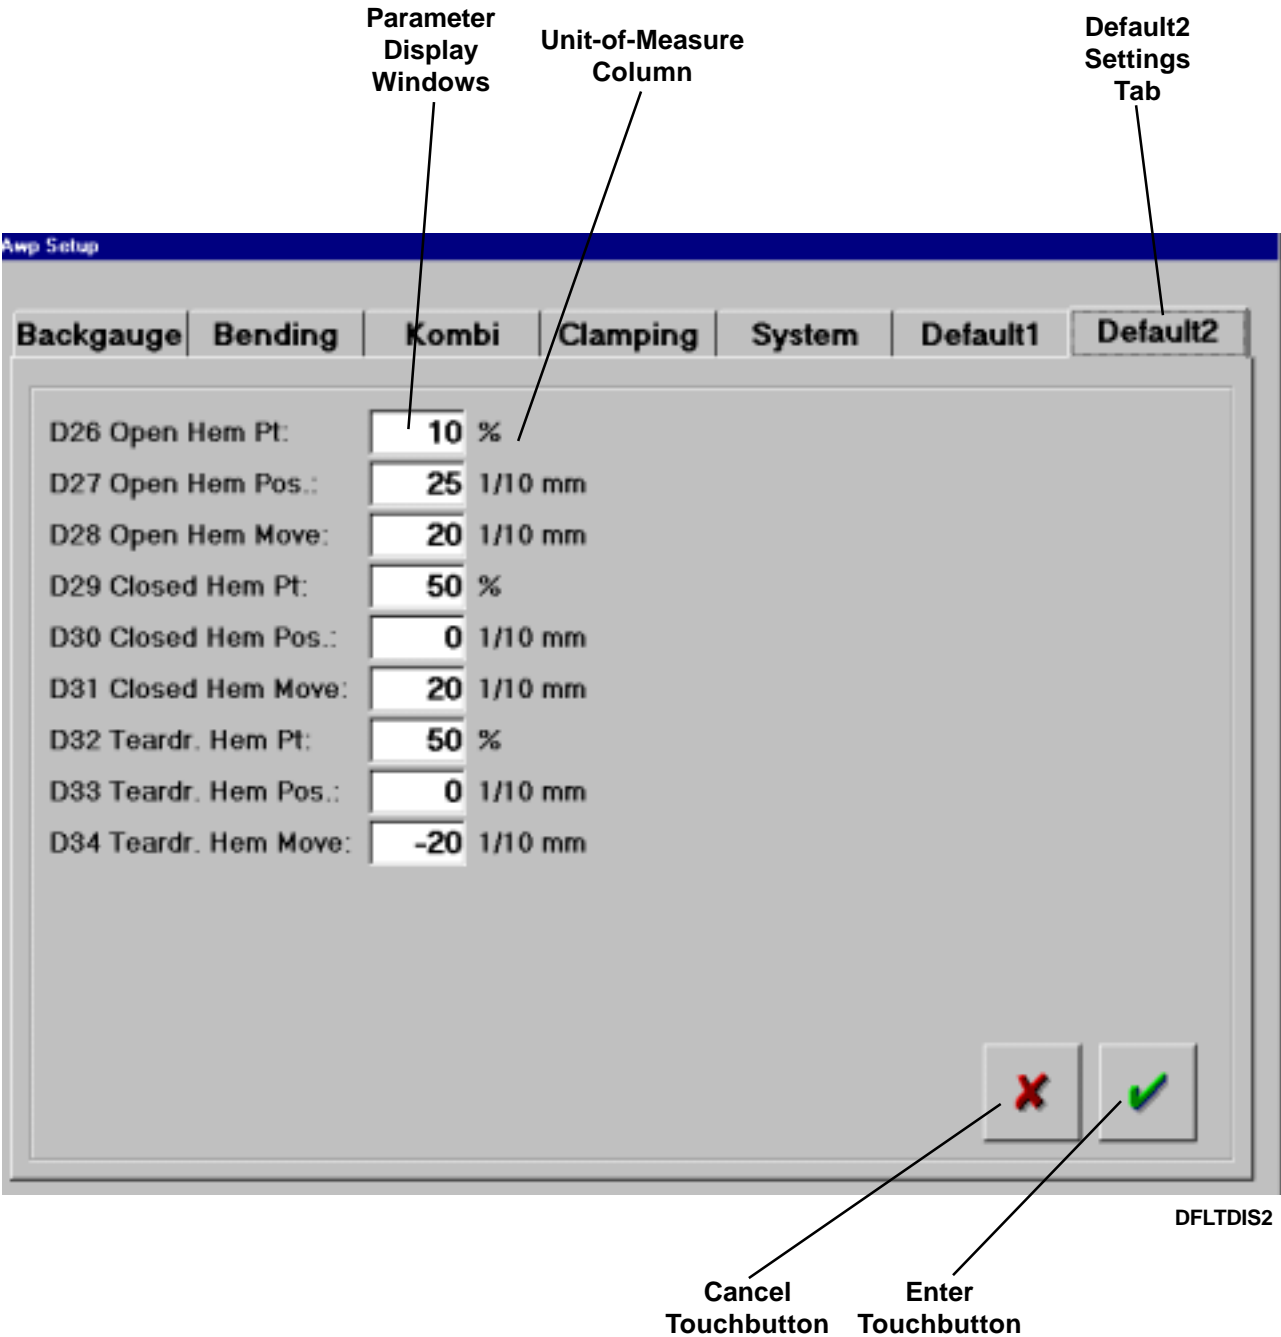 Parameter
Display
Windows
Unit-of-Measure
Column
Default2
Settings
Tab
Awp Setup
Backgauge Bending Kombi Clamping System Default1 Default2
D26 Open Hem Pt: 10 %
D27 Open Hem Pos.: 25 1/10 mm
D28 Open Hem Move: 20 1/10 mm
D29 Closed Hem Pt: 50 %
D30 Closed Hem Pos.: 0 1/10 mm
D31 Closed Hem Move: 20 1/10 mm
D32 Teardr. Hem Pt: 50 %
D33 Teardr. Hem Pos.: 0 1/10 mm
D34 Teardr. Hem Move: -20 1/10 mm
DFLTDIS2
Cancel
Touchbutton
Enter
Touchbutton